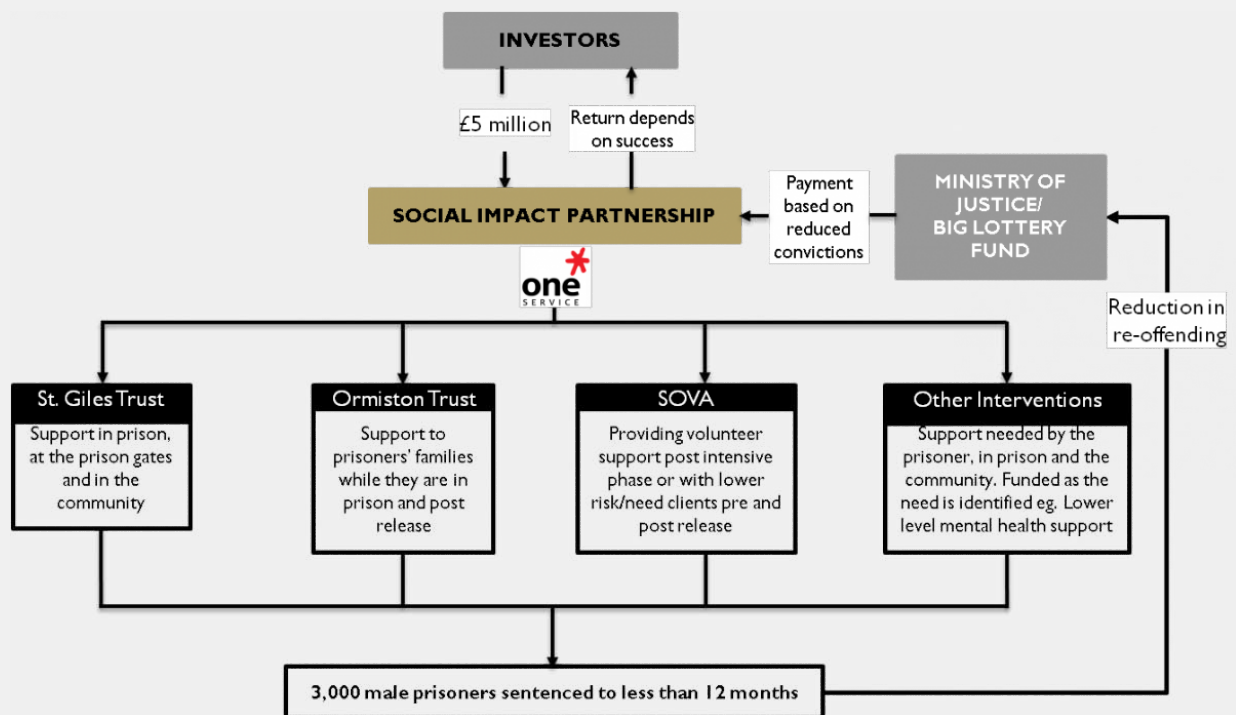 INVESTORS
£5 million
Return depends
on success
SOCIAL IMPACT PARTNERSHIP
Payment
based on
reduced
convictions
MINISTRY OF
JUSTICE/
BIG LOTTERY
FUND
one
SERVICE
Reduction in
re-offending
St. Giles Trust
Support in prison,
at the prison gates
and in the
community
Ormiston Trust
Support to
prisoners' families
while they are in
prison and post
release
SOVA
Providing volunteer
support post intensive
phase or with lower
risk/need clients pre and
post release
Other Interventions
Support needed by the
prisoner, in prison and the
community. Funded as the
need is identified eg. Lower
level mental health support
3,000 male prisoners sentenced to less than 12 months